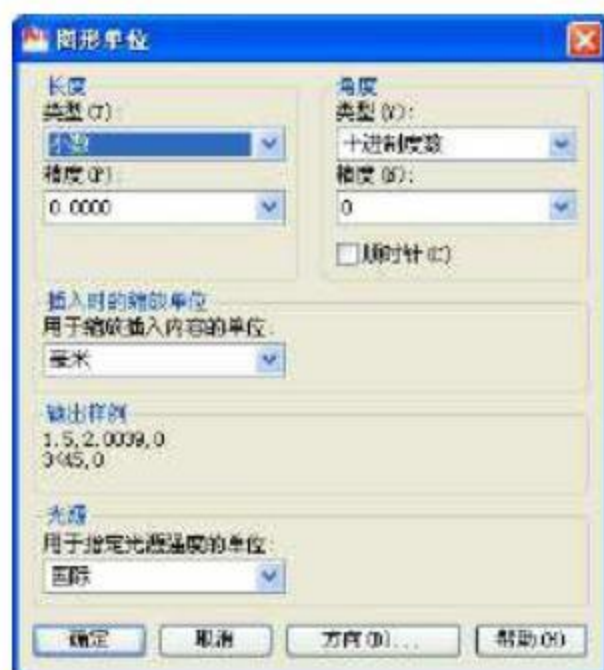 图形单位
长度
类型(T):
小数
精度(P):
0.0000
角度
类型(Y):
十进制度数
精度(N):
0
顺时针(C)
插入时的缩放单位
用于缩放插入内容的单位:
毫米
输出样例
1.5,2.0039,0
3<45,0
光源
用于指定光源强度的单位:
国际
确定 取消 方向(D)... 帮助(H)